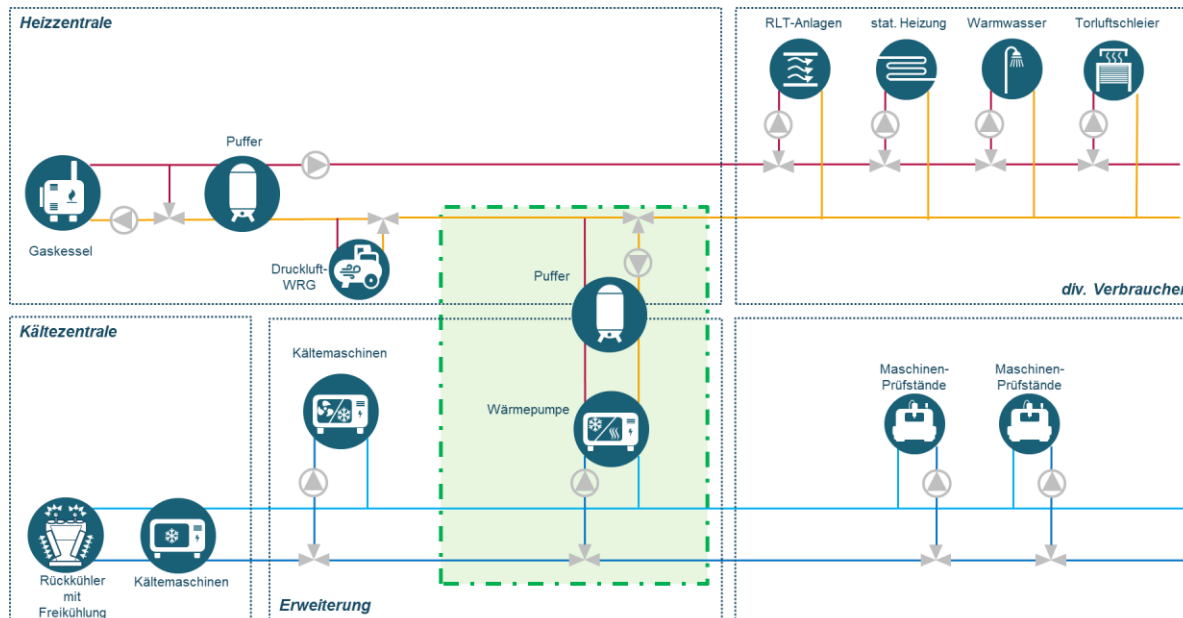 Heizzentrale
RLT-Anlagen
stat. Heizung
Warmwasser
Torluftschleier
Puffer
Gaskessel
Druckluft-
WRG
Puffer
div. Verbraucher
Kältezentrale
Kältemaschinen
Wärmepumpe
Maschinen-
Prüfstände
Maschinen-
Prüfstände
Rückkühler
mit
Freikühlung
Kältemaschinen
Erweiterung